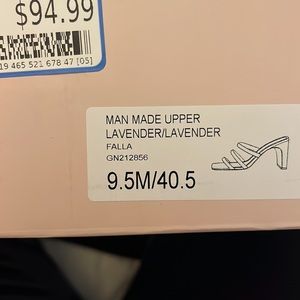 $94.99
19 465 521 678 47 [05]
MAN MADE UPPER
LAVENDER/LAVENDER
FALLA
GN212856
9.5M/40.5